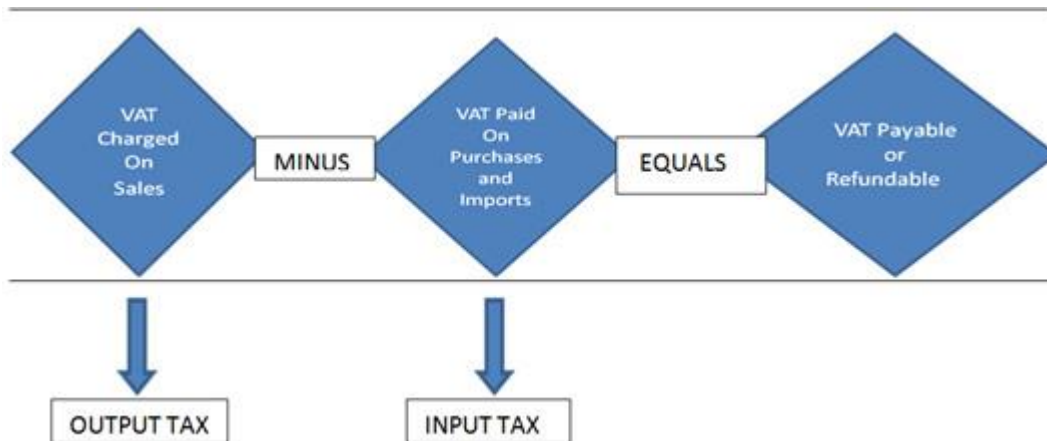 VAT
Charged
On
Sales
MINUS
VAT Paid
On
Purchases
and
Imports
EQUALS
VAT Payable
or
Refundable
OUTPUT TAX
INPUT TAX